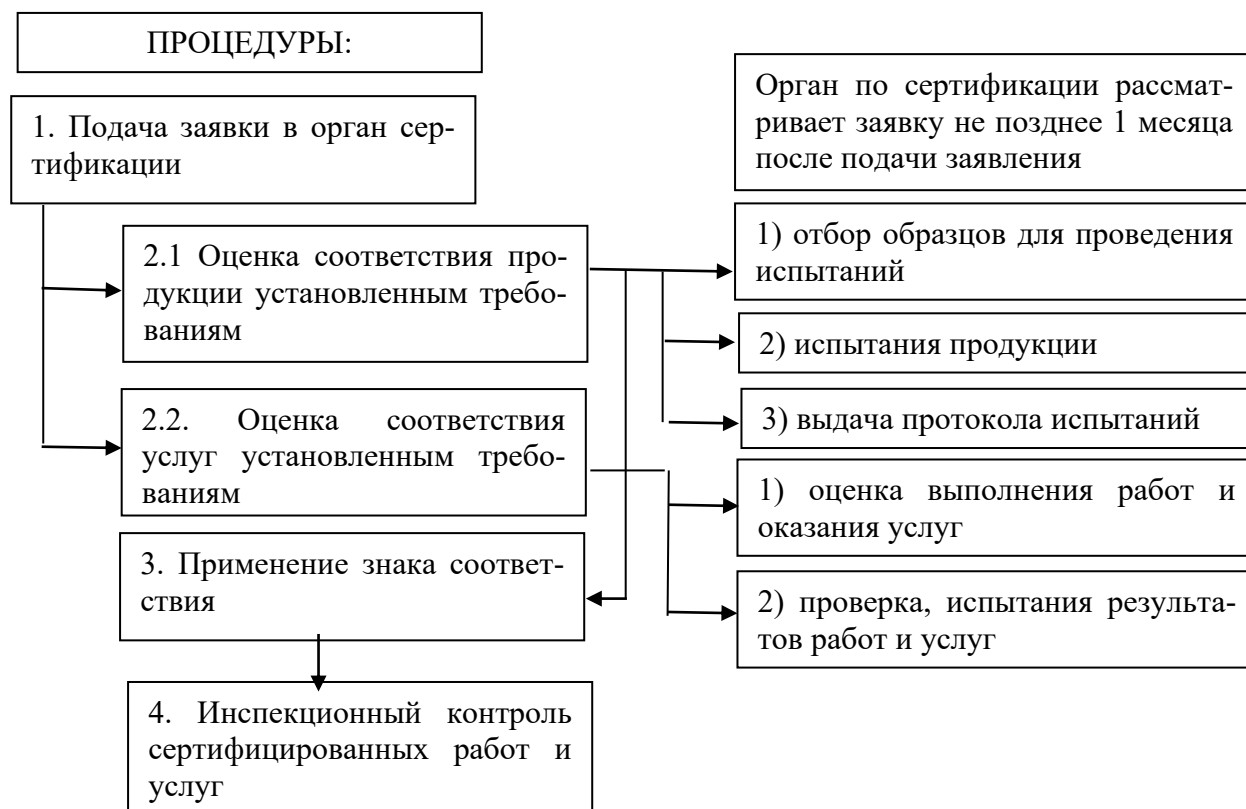 ПРОЦЕДУРЫ:
1. Подача заявки в орган сер-
тификации
Орган по сертификации рассмат-
ривает заявку не позднее 1 месяца
после подачи заявления
2.1 Оценка соответствия про-
дукции установленным требо-
ваниям
1) отбор образцов для проведения
испытаний
2) испытания продукции
3) выдача протокола испытаний
2.2. Оценка соответствия
услуг установленным требо-
ваниям
1) оценка выполнения работ и
оказания услуг
2) проверка, испытания результа-
тов работ и услуг
3. Применение знака соответ-
ствия
4. Инспекционный контроль
сертифицированных работ и
услуг